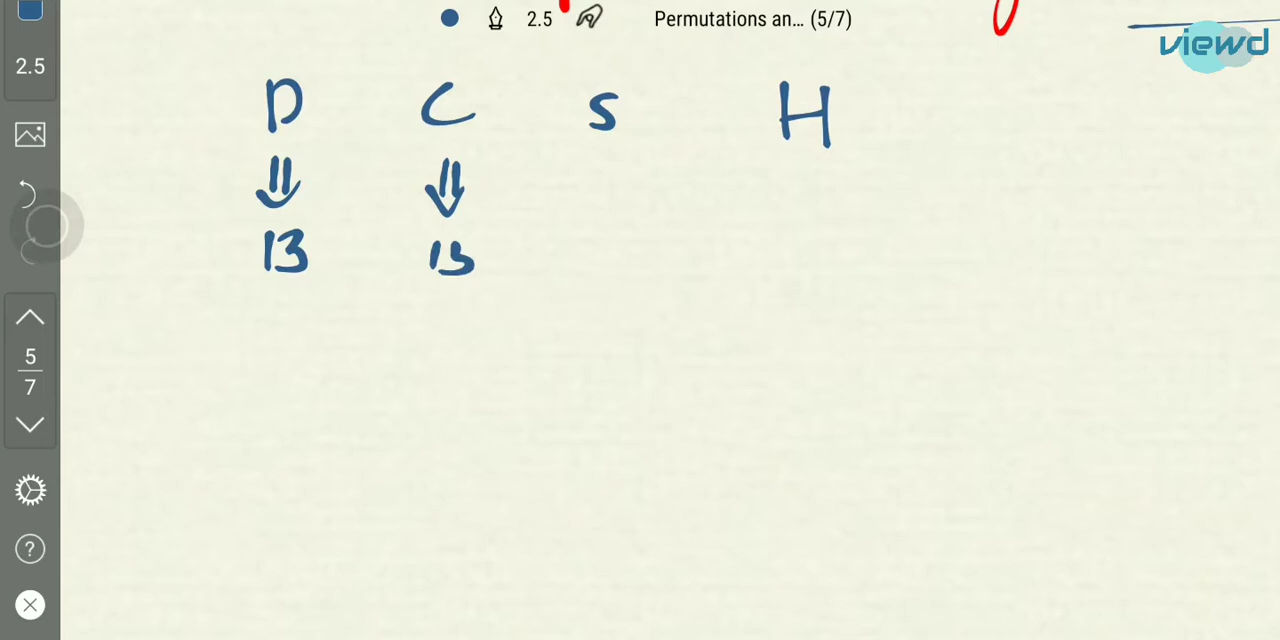 2.5 Permutations an... (5/7)
viewd
2.5
D C S H
⇓ ⇓
13 13
5
7
?